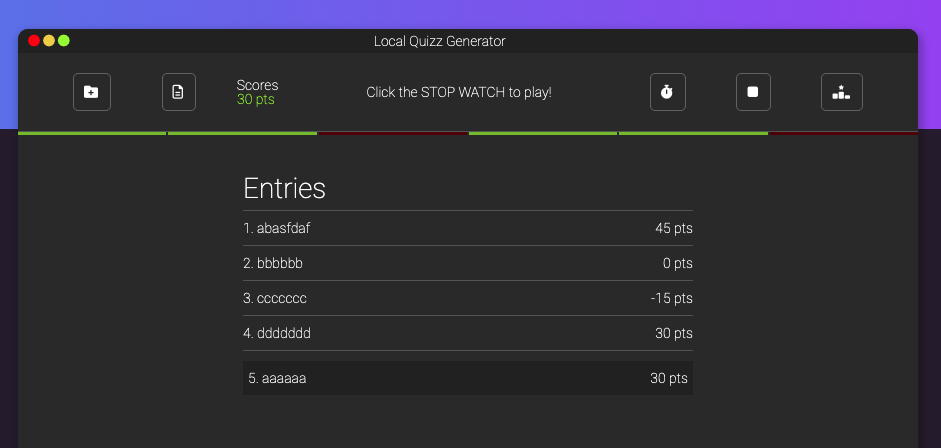 Local Quizz Generator
Scores
30 pts
Click the STOP WATCH to play!
Entries
1. abasfdaf 45 pts
2. bbbbbb 0 pts
3. ccccccc -15 pts
4. ddddddd 30 pts
5. aaaaaa 30 pts